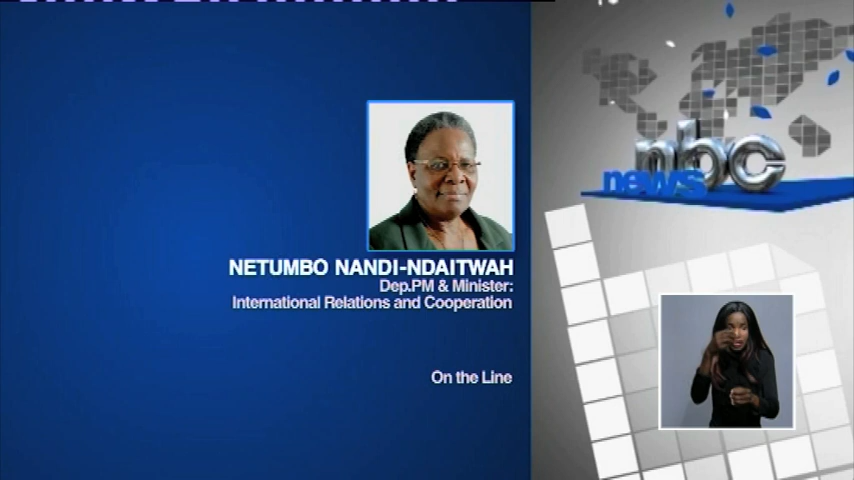 nbc
news
NETUMBO NANDI-NDAITWAH
Dep.PM & Minister:
International Relations and Cooperation
On the Line